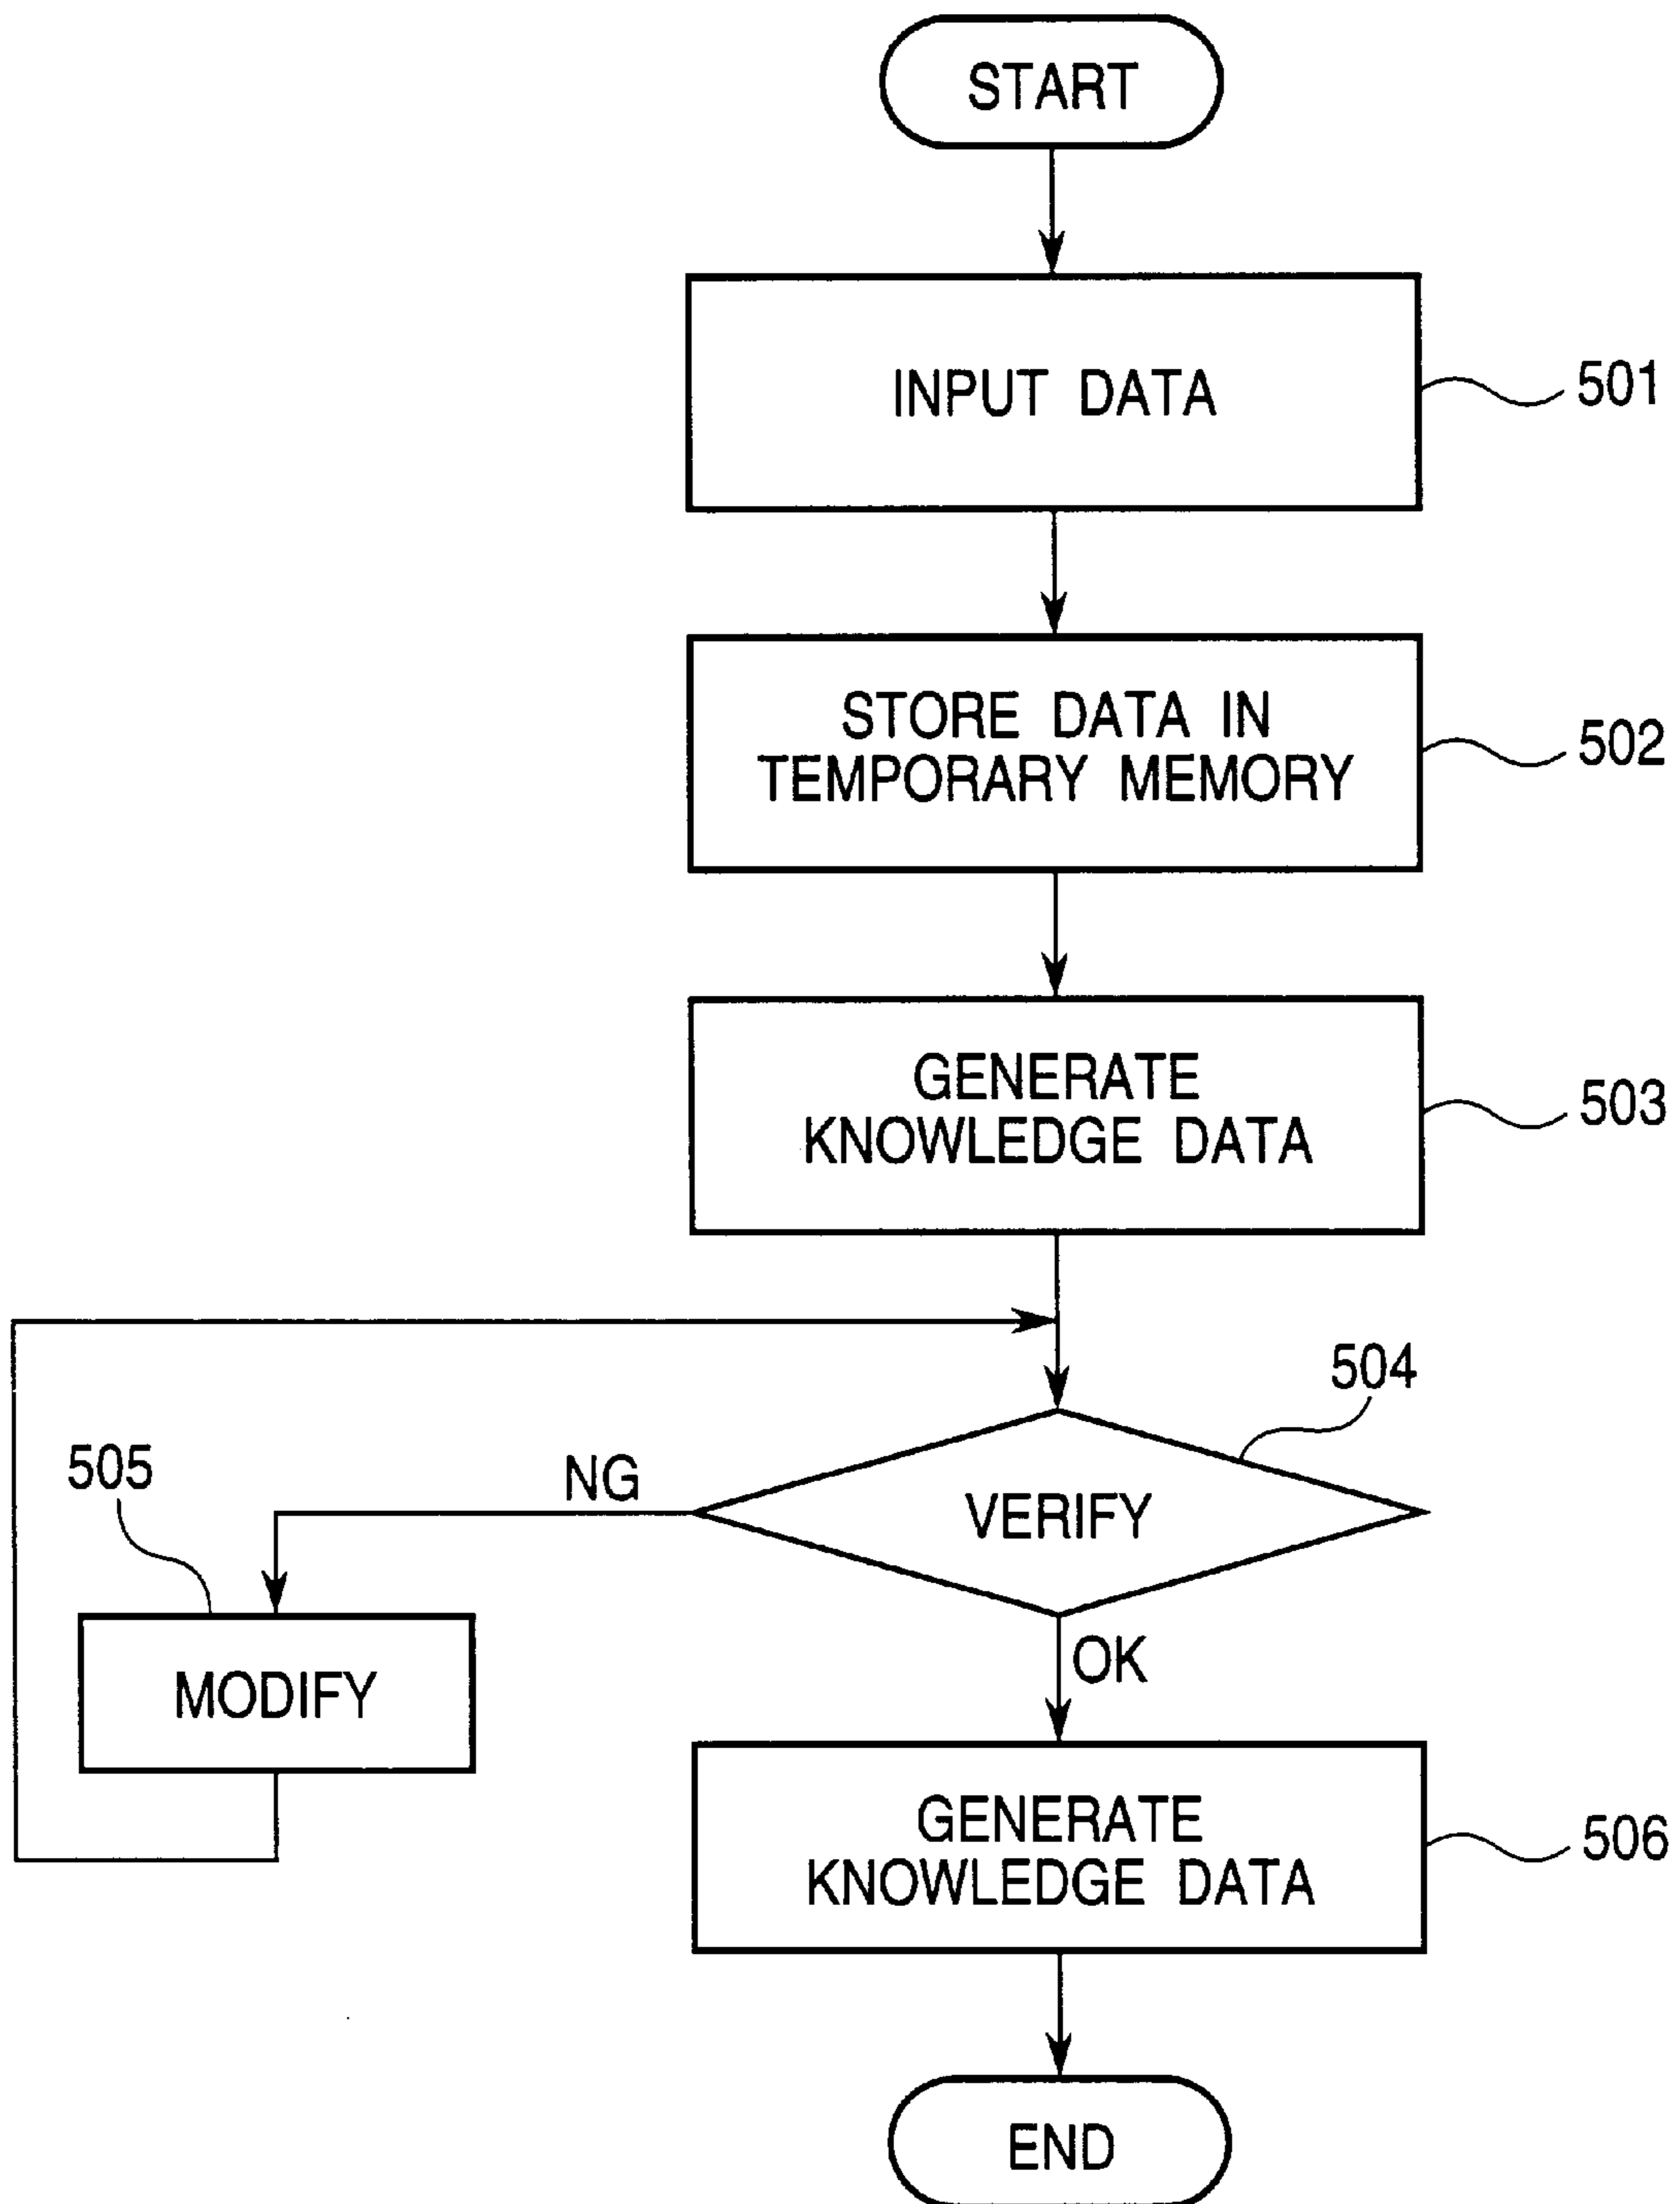 START
INPUT DATA
501
STORE DATA IN
TEMPORARY MEMORY
502
GENERATE
KNOWLEDGE DATA
503
504
VERIFY
NG
505
MODIFY
OK
GENERATE
KNOWLEDGE DATA
506
END